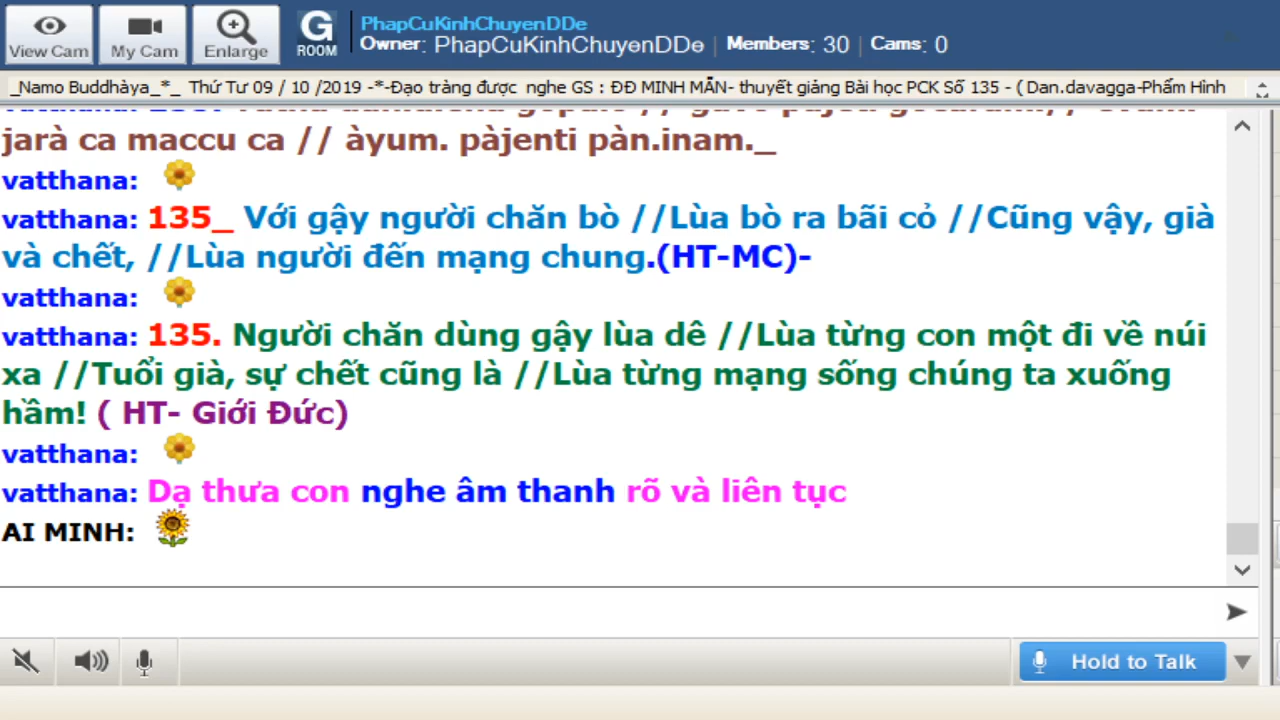 View Cam
My Cam
Enlarge
G ROOM
PhapCuKinhChuyenDDe
Owner: PhapCuKinhChuyenDDe | Members: 30 | Cams: 0
_Namo Buddhàya_*_ Thứ Tư 09 / 10 /2019 -*-Đạo tràng được nghe GS : ĐĐ MINH MẪN- thuyết giảng Bài học PCK Số 135 - ( Dan.davagga-Phẩm Hình
jarà ca maccu ca // àyum. pàjenti pàn.inam._
vatthana:
vatthana: 135_ Với gậy người chăn bò //Lùa bò ra bãi cỏ //Cũng vậy, già
và chết, //Lùa người đến mạng chung.(HT-MC)-
vatthana:
vatthana: 135. Người chăn dùng gậy lùa dê //Lùa từng con một đi về núi
xa //Tuổi già, sự chết cũng là //Lùa từng mạng sống chúng ta xuống
hầm! ( HT- Giới Đức)
vatthana:
vatthana: Dạ thưa con nghe âm thanh rõ và liên tục
AI MINH:
Hold to Talk